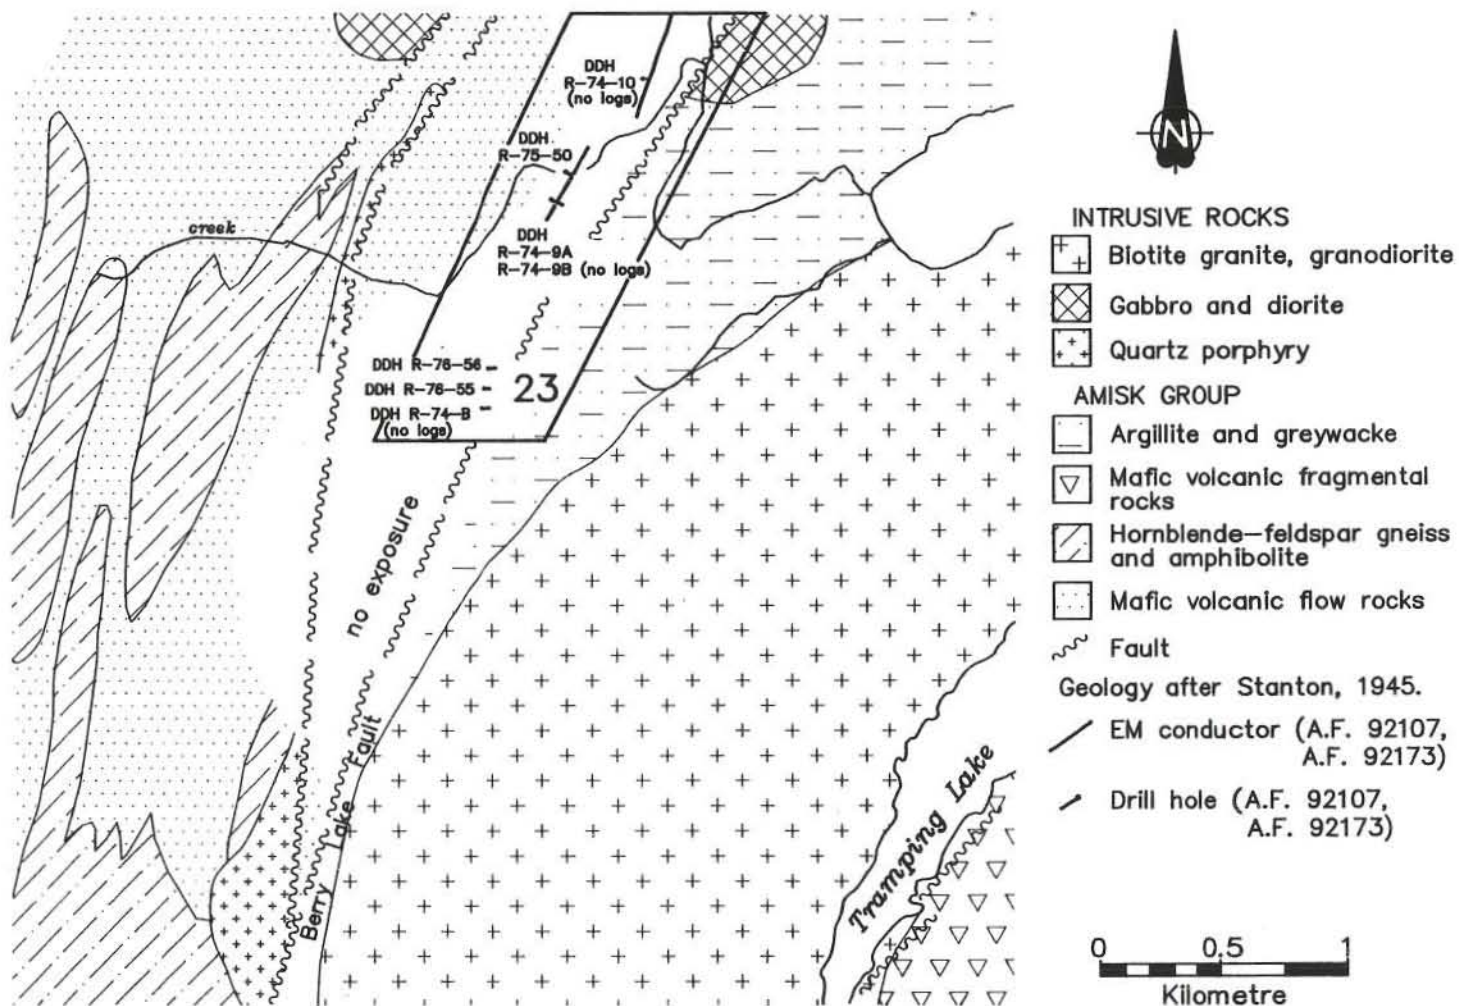 DDH
R-74-10
(no logs)
DDH
R-75-50
creek
DDH
R-74-9A
R-74-9B (no logs)
DDH R-76-56
DDH R-76-55
DDH R-74-B
(no logs)
23
no exposure
Berry Lake Fault
Tramping Lake
N
INTRUSIVE ROCKS
Biotite granite, granodiorite
Gabbro and diorite
Quartz porphyry
AMISK GROUP
Argillite and greywacke
Mafic volcanic fragmental
rocks
Hornblende-feldspar gneiss
and amphibolite
Mafic volcanic flow rocks
Fault
Geology after Stanton, 1945.
EM conductor (A.F. 92107,
A.F. 92173)
Drill hole (A.F. 92107,
A.F. 92173)
0 0.5 1
Kilometre